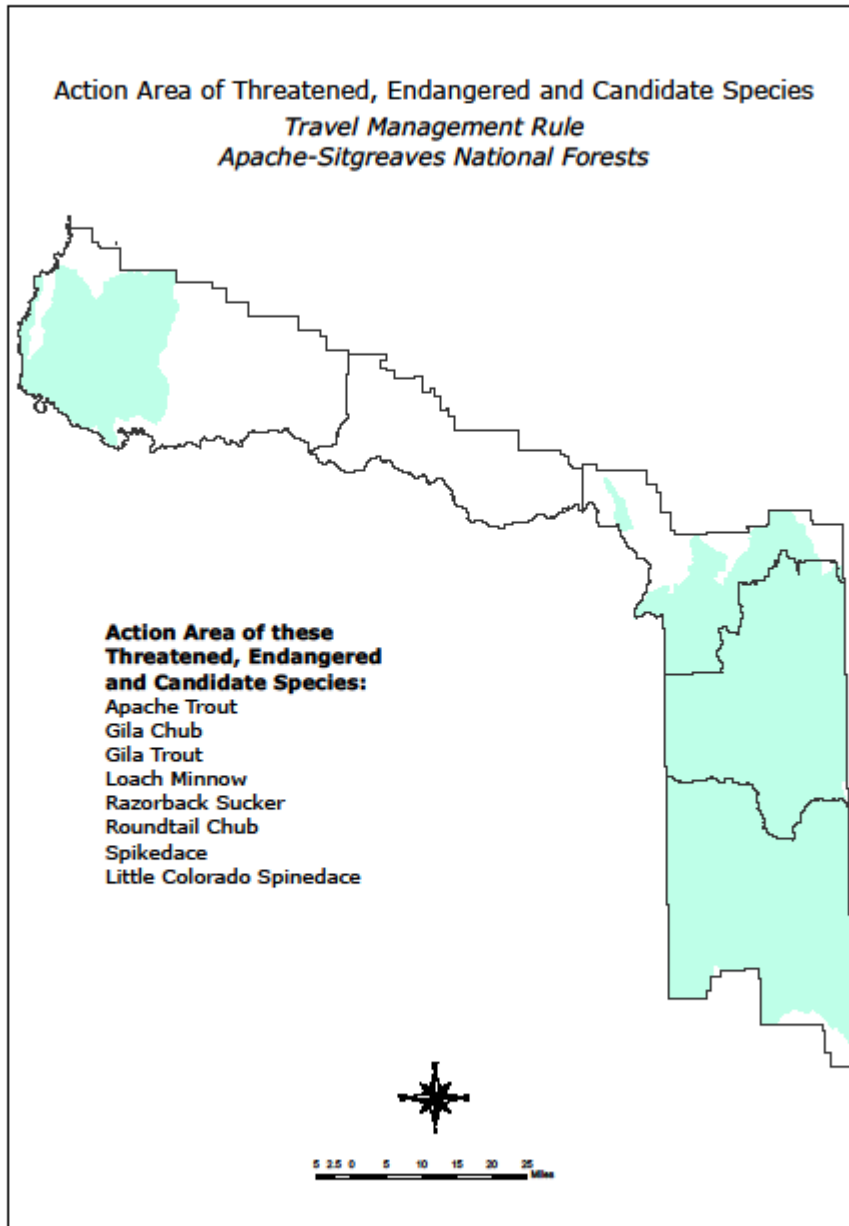 Action Area of Threatened, Endangered and Candidate Species
Travel Management Rule
Apache-Sitgreaves National Forests
Action Area of these
Threatened, Endangered
and Candidate Species:
Apache Trout
Gila Chub
Gila Trout
Loach Minnow
Razorback Sucker
Roundtail Chub
Spikedace
Little Colorado Spinedace
5 2.5 0 5 10 15 20 25
Miles